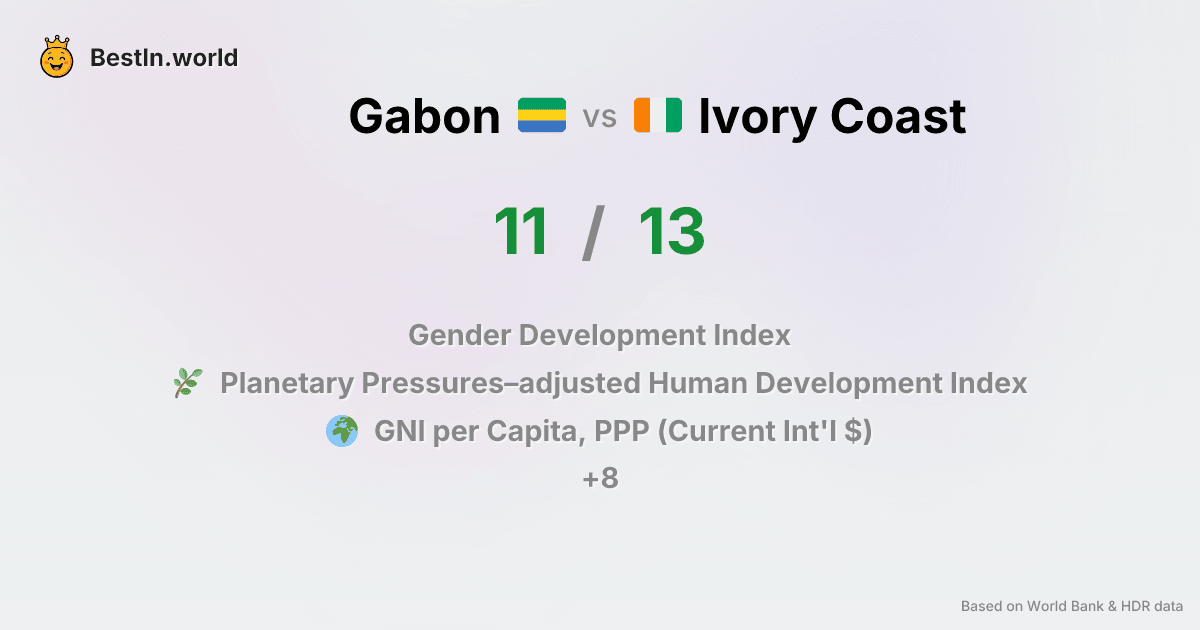 BestIn.world
Gabon vs Ivory Coast
11 / 13
Gender Development Index
Planetary Pressures–adjusted Human Development Index
GNI per Capita, PPP (Current Int'l $)
+8
Based on World Bank & HDR data